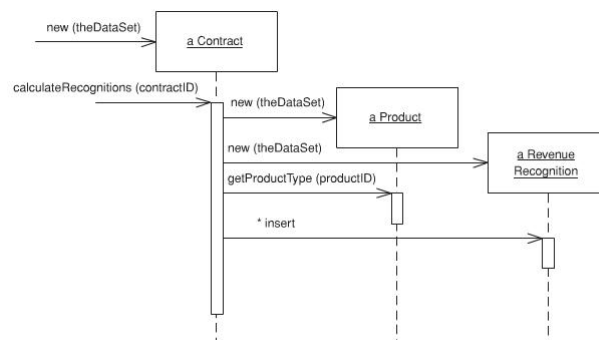 new (theDataSet)
a Contract
calculateRecognitions (contractID)
new (theDataSet)
a Product
new (theDataSet)
a Revenue
Recognition
getProductType (productID)
* insert